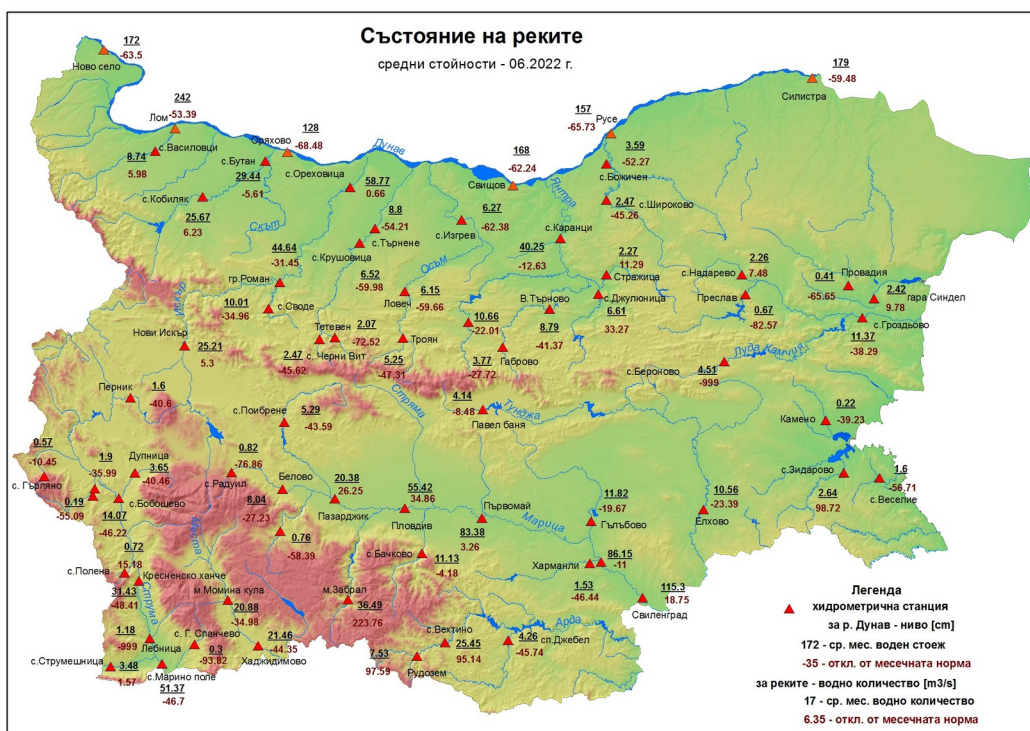 Състояние на реките
средни стойности - 06.2022 г.
172
-63.5
Ново село
179
-59.48
Силистра
242
-53.39
Лом
157
-65.73
Русе
128
-68.48
Оряхово
168
-62.24
Свищов
Дунав
с.Василовци
8.74
5.98
с.Бутан
29.44
-5.61
с.Ореховица
58.77
0.66
3.59
-52.27
с.Божичен
с.Кобиляк
25.67
6.23
Скът
8.8
-54.21
с.Търнене
6.27
-62.38
с.Изгрев
Янтра
2.47
-45.26
с.Широково
с.Каранци
40.25
-12.63
44.64
-31.45
гр.Роман
с.Крушовица
6.52
-59.98
Осъм
6.15
-59.66
Ловеч
2.27
11.29
Стражица
с.Джулюница
6.61
33.27
2.26
7.48
с.Надарево
Преслав
0.67
-82.57
0.41
-65.65
Провадия
2.42
9.78
гара Синдел
с.Гроздьово
11.37
-38.29
Искър
10.01
-34.96
с.Своде
В.Търново
8.79
-41.37
10.66
-22.01
Нови Искър
25.21
5.3
Тетевен
2.07
-72.52
2.47
-45.62
с. Черни Вит
Троян
5.25
-47.31
3.77
-27.72
Габрово
Луда Камчия
с.Бероново
4.51
-999
Перник
1.6
-40.6
Стряма
4.14
-8.48
Павел баня
Тунджа
с.Поибрене
5.29
-43.59
0.22
-39.23
Камено
0.57
-10.45
с. Гърляно
1.9
-35.99
Дупница
3.65
-40.46
0.82
-76.86
с.Радуил
Белово
8.04
-27.23
20.38
26.25
Пазарджик
55.42
34.86
Пловдив
Първомай
83.38
3.26
Марица
11.82
-19.67
Гълъбово
10.56
-23.39
Елхово
с.Зидарово
2.64
98.72
1.6
-56.71
с.Веселие
0.19
-55.09
с.Бобошево
14.07
-46.22
0.76
-58.39
Места
0.72
15.18
с.Полена
Кресненско ханче
31.43
-48.41
с.Бачково
11.13
-4.18
Харманли
86.15
-11
1.53
-46.44
115.3
18.75
Свиленград
Струма
м.Момина кула
20.88
-34.98
м.Забрал
36.49
223.76
Арда
1.18
-999
Лебница
с. Г. Спанчево
0.3
-93.82
21.46
-44.35
Хаджидимово
с.Вехтино
25.45
95.14
4.26
-45.74
сп.Джебел
с.Струмешница
3.48
1.57
с.Марино поле
51.37
-46.7
7.53
97.59
Рудозем
Легенда
хидрометрична станция
за р. Дунав - ниво [cm]
172 - ср. мес. воден стоеж
-35 - откл. от месечната норма
за реките - водно количество [m3/s]
17 - ср. мес. водно количество
6.35 - откл. от месечната норма